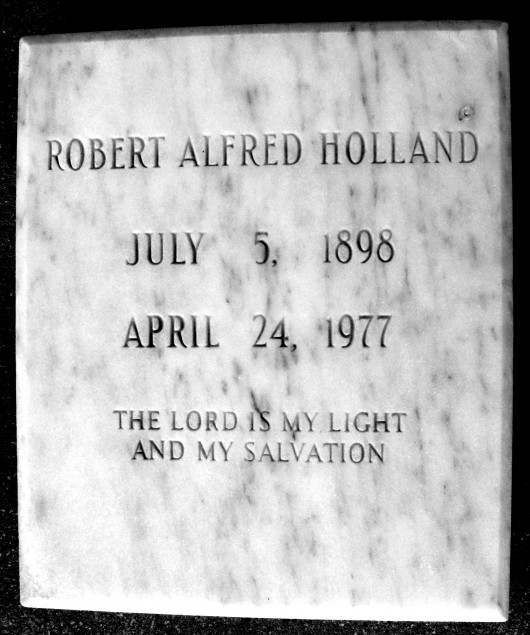 ROBERT ALFRED HOLLAND
JULY 5, 1898
APRIL 24, 1977
THE LORD IS MY LIGHT
AND MY SALVATION